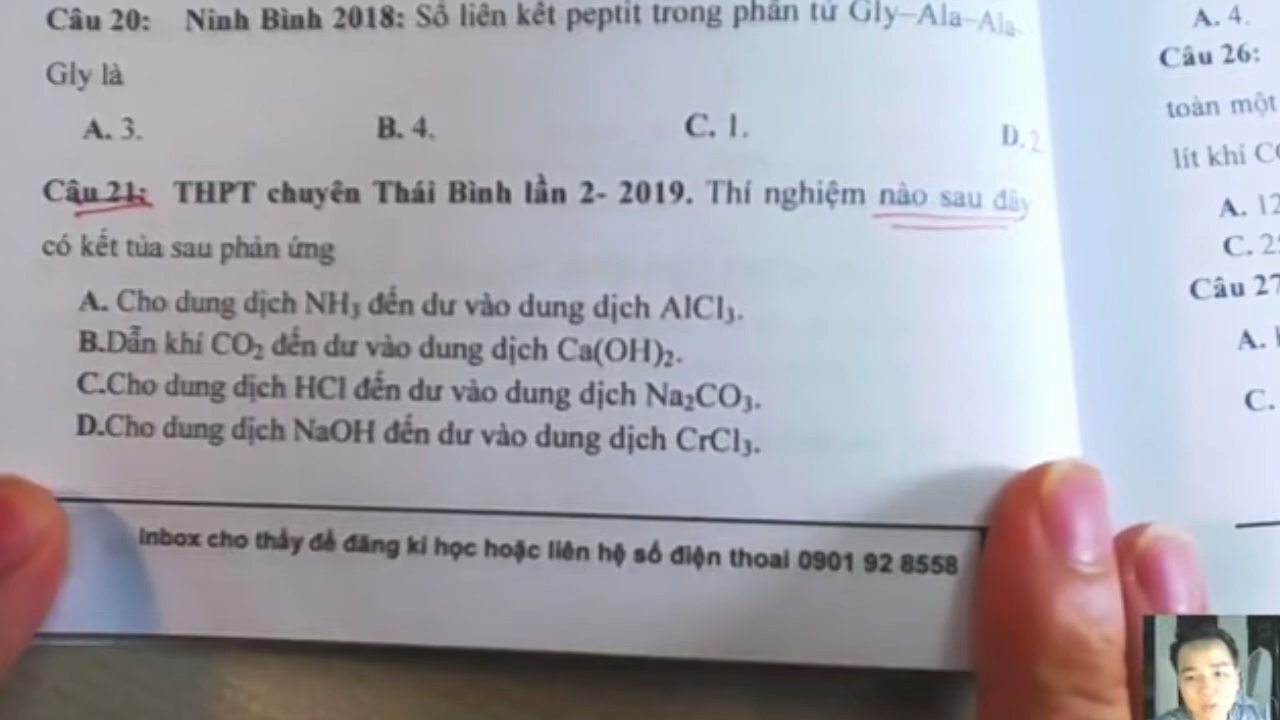 Câu 20: Ninh Bình 2018: Số liên kết peptit trong phân tử Gly–Ala–Ala-
Gly là
A. 3. B. 4. C. 1. D. 2
Câu 21: THPT chuyên Thái Bình lần 2- 2019. Thí nghiệm nào sau đây
có kết tủa sau phản ứng
A. Cho dung dịch NH₃ đến dư vào dung dịch AlCl₃.
B.Dẫn khí CO₂ đến dư vào dung dịch Ca(OH)₂.
C.Cho dung dịch HCl đến dư vào dung dịch Na₂CO₃.
D.Cho dung dịch NaOH đến dư vào dung dịch CrCl₃.
Inbox cho thầy để đăng kí học hoặc liên hệ số điện thoại 0901 92 8558
A. 4.
Câu 26:
toàn một
lít khí
A. 12
C. 2
Câu 27
A.
C.